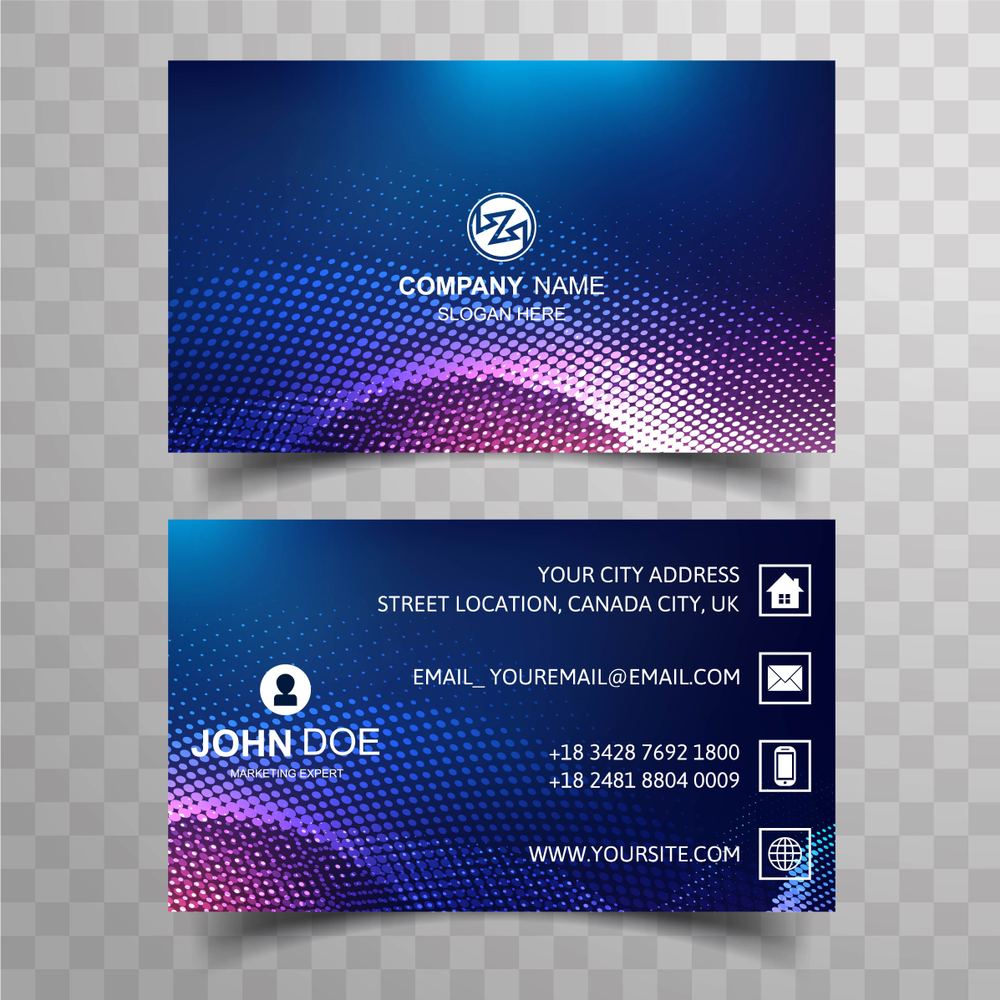 COMPANY NAME
SLOGAN HERE
YOUR CITY ADDRESS
STREET LOCATION, CANADA CITY, UK
EMAIL_ YOUREMAIL@EMAIL.COM
JOHN DOE
MARKETING EXPERT
+18 3428 7692 1800
+18 2481 8804 0009
WWW.YOURSITE.COM